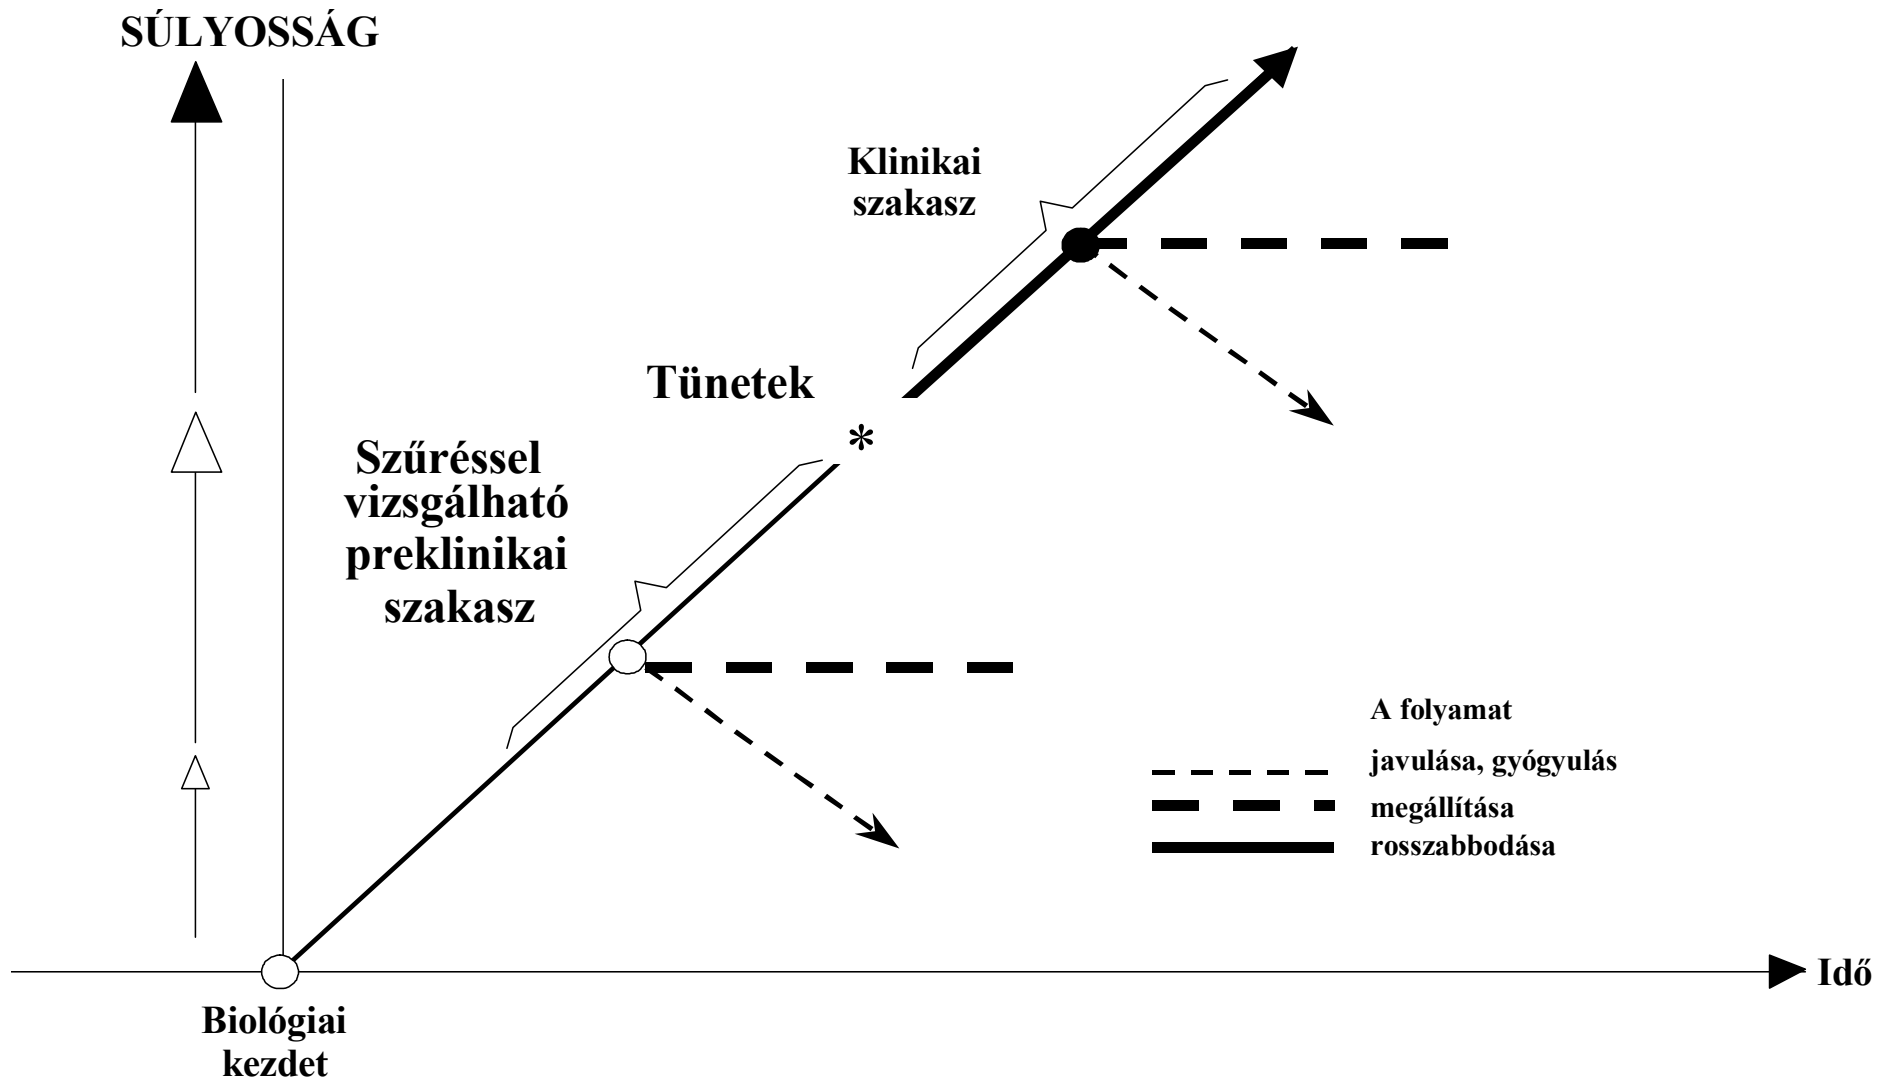 SÚLYOSSÁG
Klinikai
szakasz
Tünetek
*
Szűréssel
vizsgálható
preklinikai
szakasz
A folyamat
javulása, gyógyulás
megállítása
rosszabbodása
Idő
Biológiai
kezdet